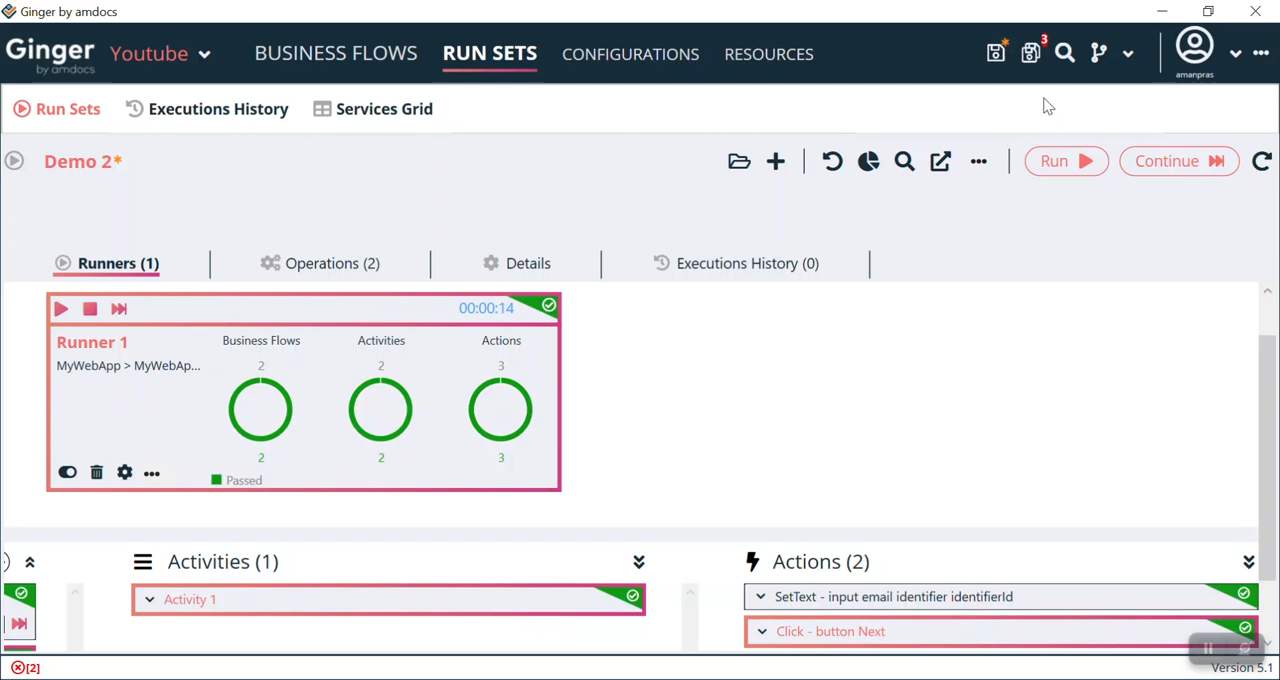 Ginger by amdocs
Ginger by amdocs Youtube BUSINESS FLOWS RUN SETS CONFIGURATIONS RESOURCES 3 amanpras
Run Sets Executions History Services Grid
Demo 2* Run Continue
Runners (1) Operations (2) Details Executions History (0)
00:00:14
Runner 1 Business Flows Activities Actions
MyWebApp > MyWebAp... 2 2 3
2 2 3
Passed
Activities (1) Actions (2)
Activity 1 SetText - input email identifier identifierId
Click - button Next
[2] Version 5.1